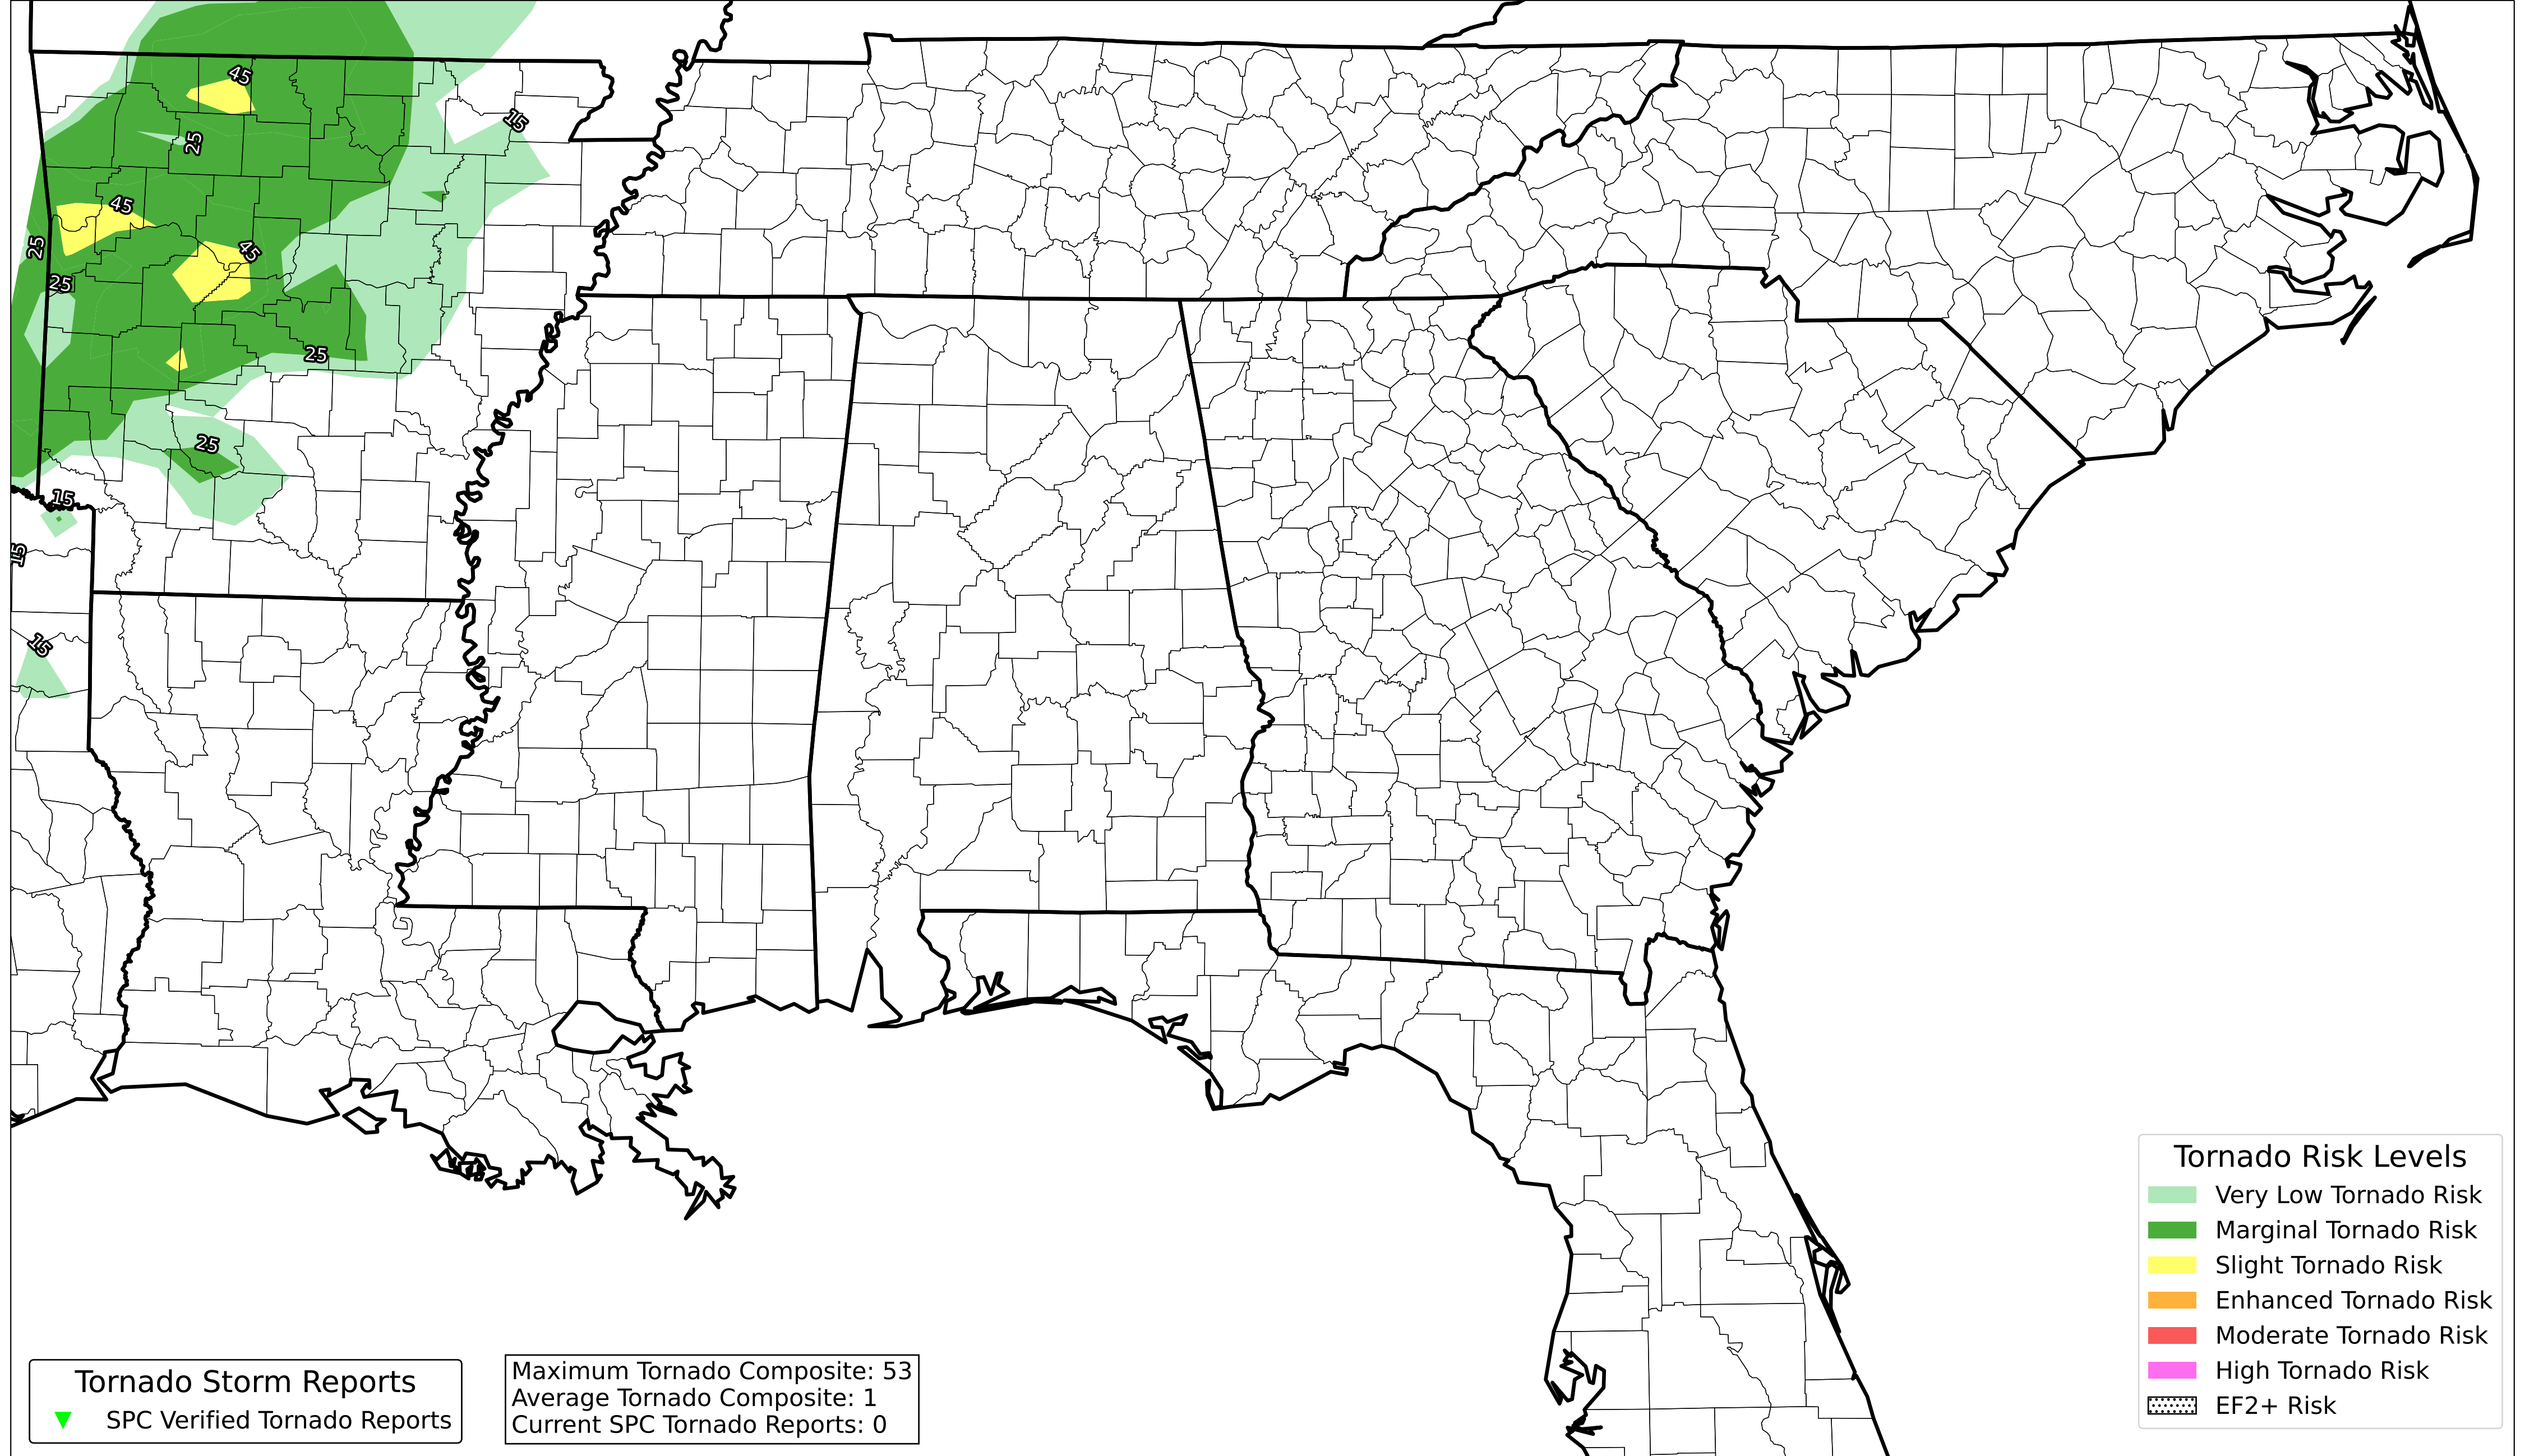 45
15
25
45
25
45
25
25
25
15
15
15
Tornado Risk Levels
Very Low Tornado Risk
Marginal Tornado Risk
Slight Tornado Risk
Enhanced Tornado Risk
Moderate Tornado Risk
High Tornado Risk
EF2+ Risk
Tornado Storm Reports
SPC Verified Tornado Reports
Maximum Tornado Composite: 53
Average Tornado Composite: 1
Current SPC Tornado Reports: 0